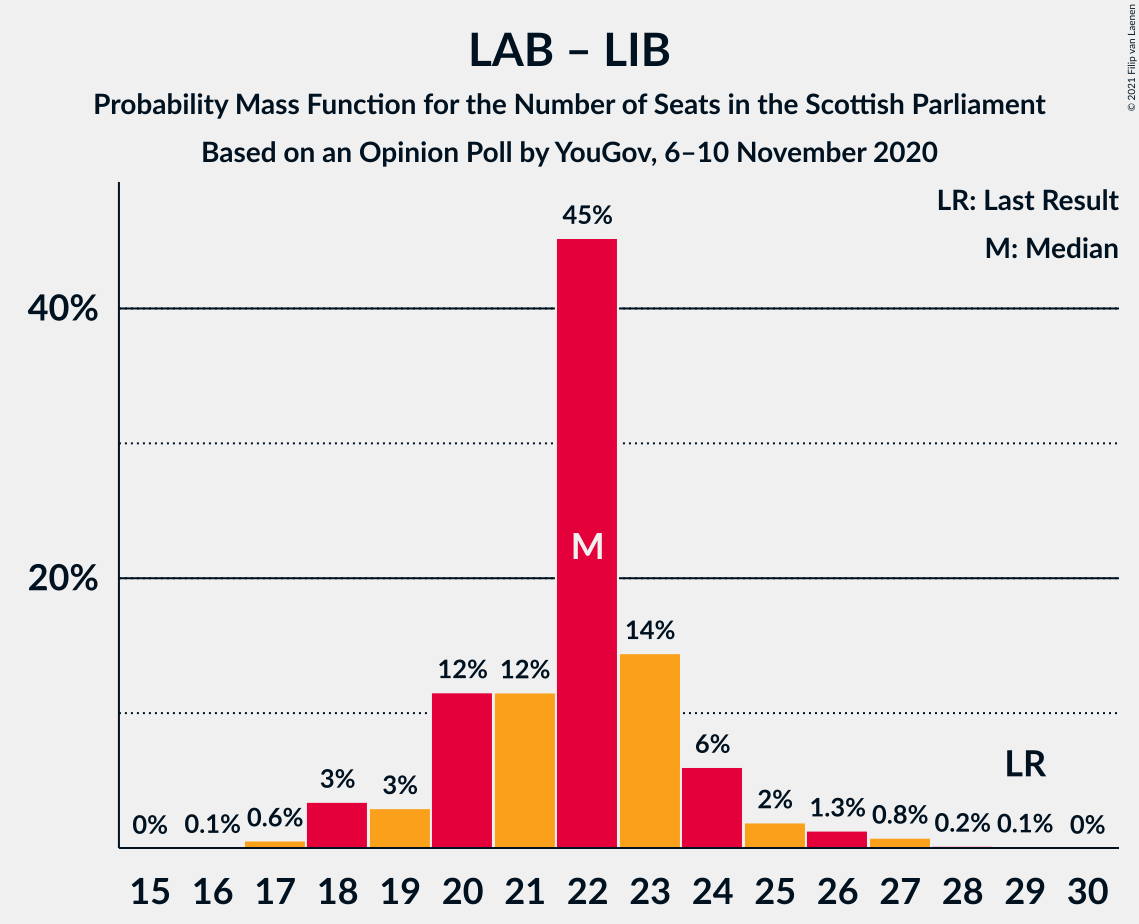 LAB – LIB
Probability Mass Function for the Number of Seats in the Scottish Parliament
Based on an Opinion Poll by YouGov, 6–10 November 2020
© 2021 Filip van Laenen
LR: Last Result
M: Median
45%
40%
M
20%
14%
12% 12%
6%
LR
3% 3% 2%
0% 0.1% 0.6% 1.3% 0.8% 0.2% 0.1% 0%
15 16 17 18 19 20 21 22 23 24 25 26 27 28 29 30